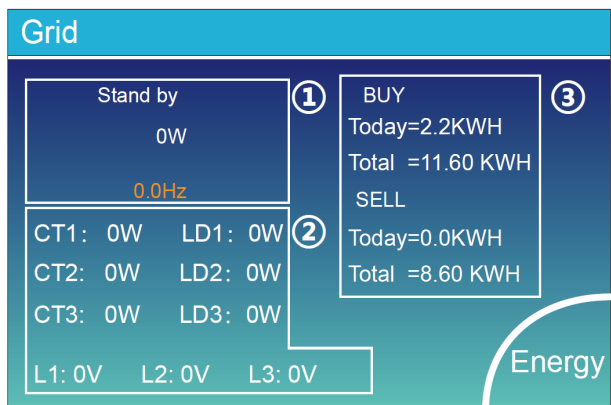 Grid
Stand by
0W
0.0Hz
①
CT1: 0W LD1: 0W
CT2: 0W LD2: 0W
CT3: 0W LD3: 0W
L1: 0V L2: 0V L3: 0V
②
BUY
Today=2.2KWH
Total =11.60 KWH
SELL
Today=0.0KWH
Total =8.60 KWH
③
Energy